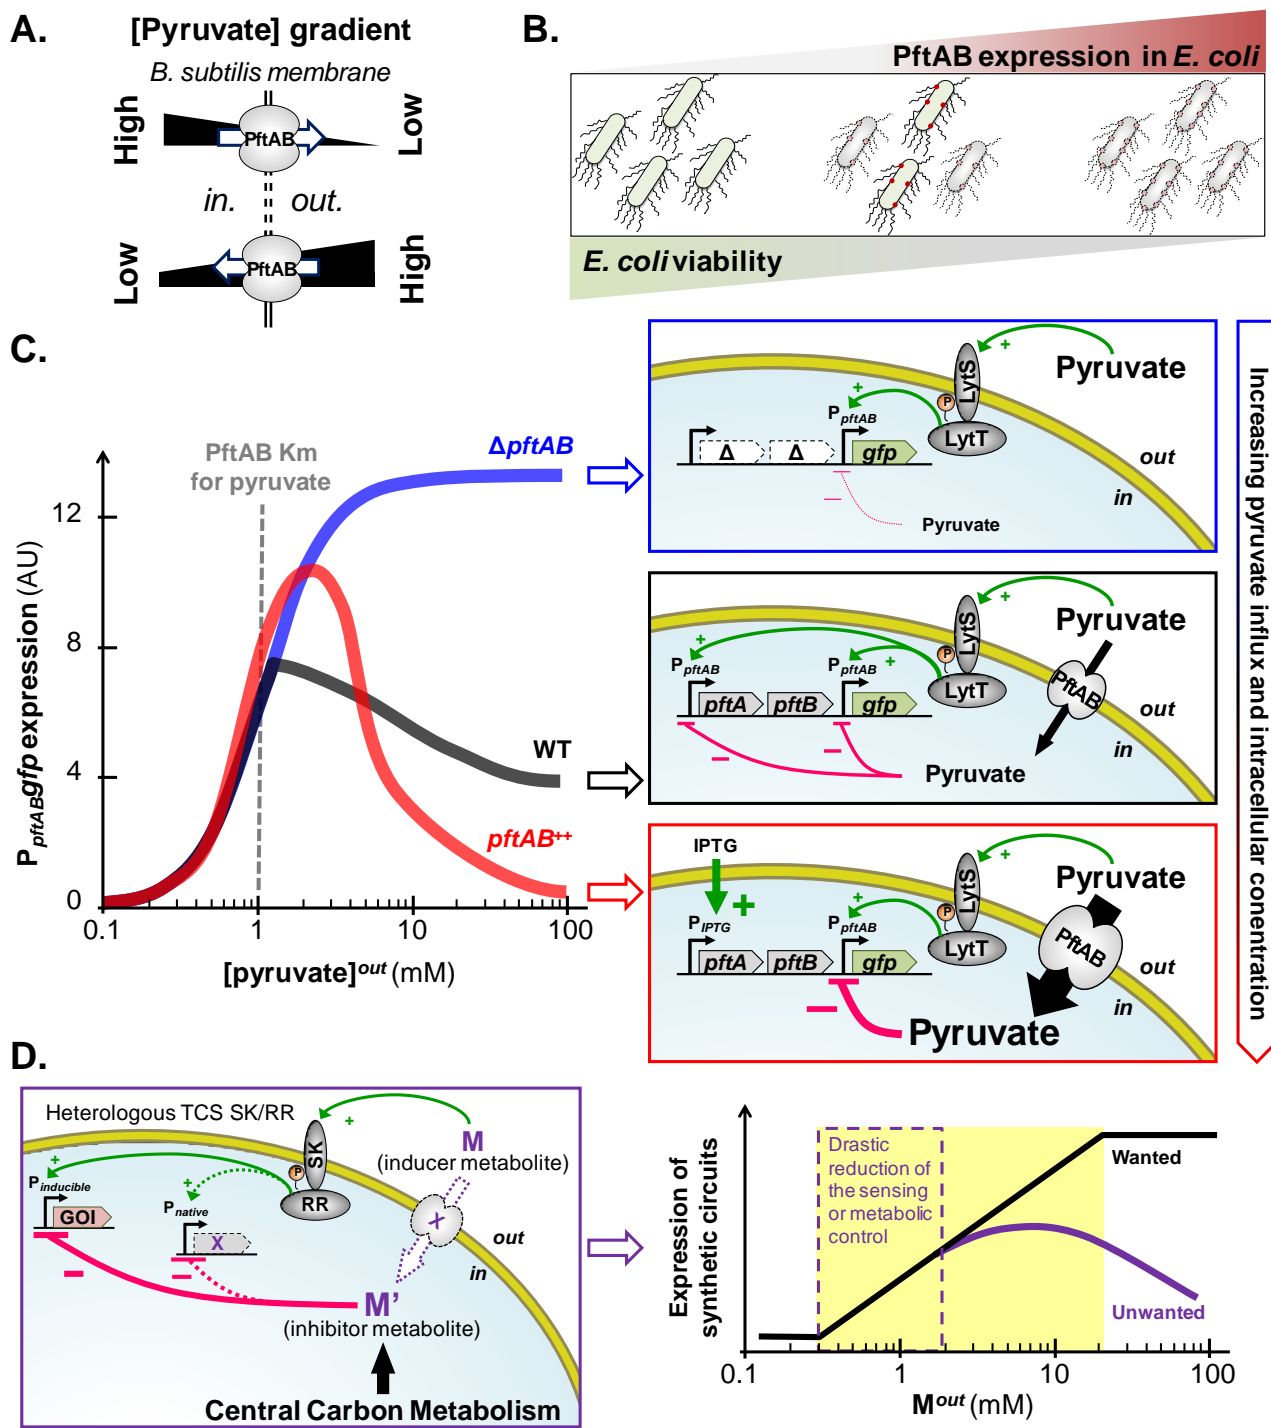 A.
[Pyruvate] gradient
B. subtilis membrane
High
Low
PftAB
in.
out.
Low
High
PftAB
B.
PftAB expression in E. coli
E. coli viability
C.
PpftABgfp expression (AU)
12
8
4
0
0.1
1
10
100
[pyruvate]out (mM)
PftAB Km
for pyruvate
ΔpftAB
WT
pftAB++
Pyruvate
+
LytS
P
LytT
+
PpftAB
Δ
Δ
gfp
out
in
–
Pyruvate
Pyruvate
+
LytS
P
LytT
+
+
PpftAB
PpftAB
pftA
pftB
gfp
PftAB
out
in
–
–
Pyruvate
IPTG
+
Pyruvate
+
LytS
P
LytT
+
PIPTG
PpftAB
pftA
pftB
gfp
PftAB
out
in
–
Pyruvate
Increasing pyruvate influx and intracellular conentration
D.
Heterologous TCS SK/RR
+
SK
M
(inducer metabolite)
+
P
RR
+
Pinducible
GOI
Pnative
X
X
out
in
–
–
M’
(inhibitor metabolite)
Central Carbon Metabolism
Expression of
synthetic circuits
Drastic
reduction of
the sensing
or metabolic
control
Wanted
Unwanted
0.1
1
10
100
Mout (mM)